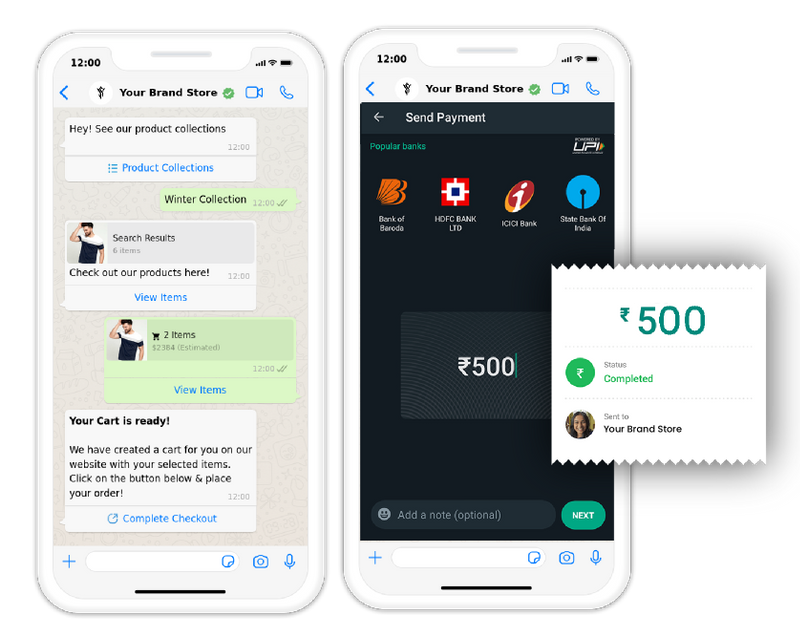 12:00
Your Brand Store
Hey! See our product collections
12:00
Product Collections
Winter Collection 12:00
Search Results
6 items
Check out our products here!
12:00
View Items
2 Items
$2384 (Estimated)
12:00
View Items
Your Cart is ready!
We have created a cart for you on our
website with your selected items.
Click on the button below & place
your order!
12:00
Complete Checkout
12:00
Your Brand Store
Send Payment
Popular banks
POWERED BY
UPI
Bank of
Baroda
HDFC BANK
LTD
ICICI Bank
State Bank Of
India
₹500
Add a note (optional)
NEXT
₹500
Status
Completed
Sent to
Your Brand Store